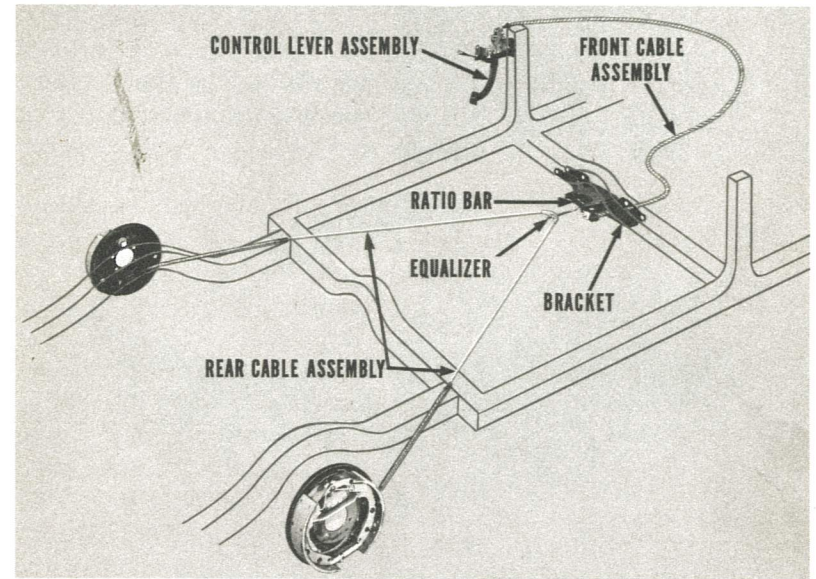 CONTROL LEVER ASSEMBLY
FRONT CABLE
ASSEMBLY
RATIO BAR
EQUALIZER
BRACKET
REAR CABLE ASSEMBLY